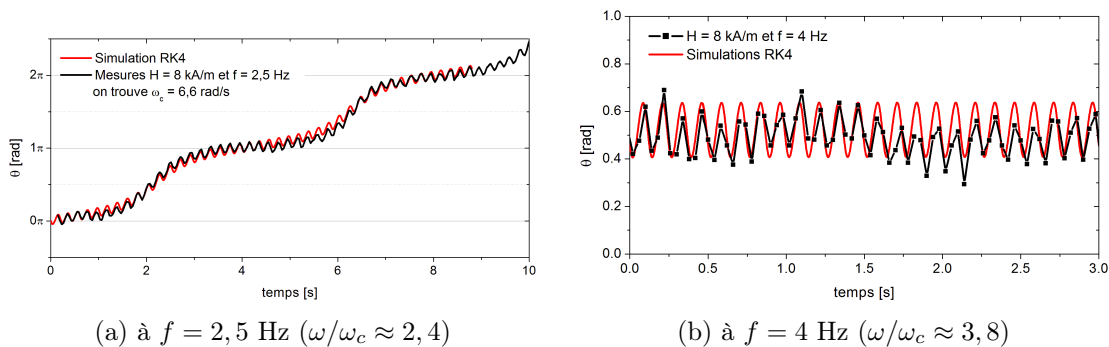 Simulation RK4
Mesures H = 8 kA/m et f = 2,5 Hz
on trouve ω_c = 6,6 rad/s
2π
1π
0π
θ [rad]
0 2 4 6 8 10
temps [s]
(a) à f = 2, 5 Hz (ω/ω_c ≈ 2, 4)
H = 8 kA/m et f = 4 Hz
Simulations RK4
1.0
0.8
0.6
0.4
0.2
0.0
θ [rad]
0.0 0.5 1.0 1.5 2.0 2.5 3.0
temps [s]
(b) à f = 4 Hz (ω/ω_c ≈ 3, 8)